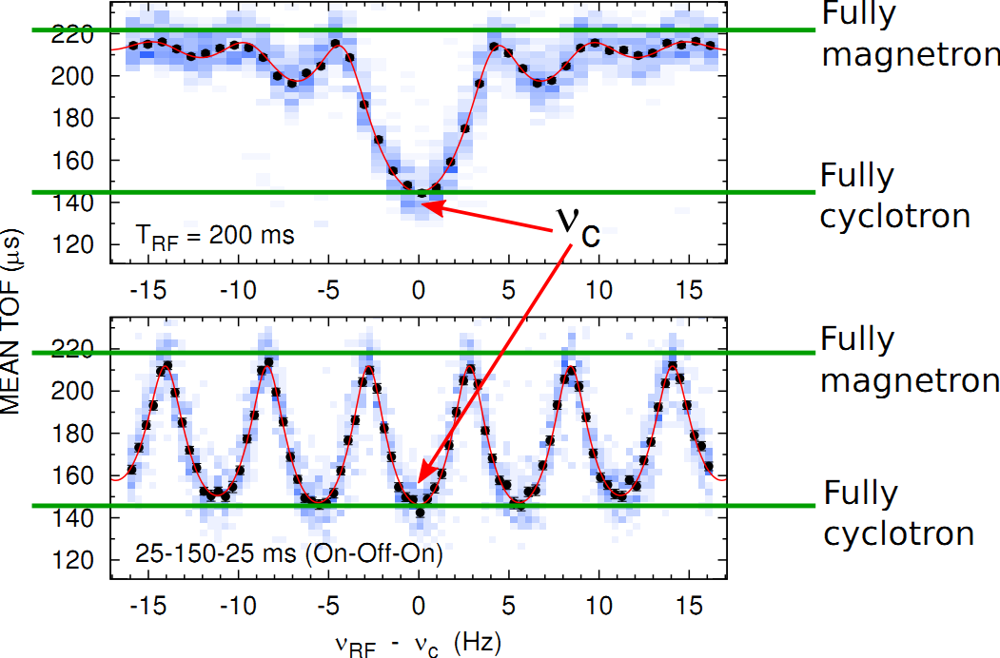 Fully
magnetron
220
200
180
160
140
120
Fully
cyclotron
T_RF = 200 ms
ν_c
-15 -10 -5 0 5 10 15
MEAN TOF (μs)
220
200
180
160
140
120
Fully
magnetron
Fully
cyclotron
25-150-25 ms (On-Off-On)
-15 -10 -5 0 5 10 15
ν_RF - ν_c (Hz)